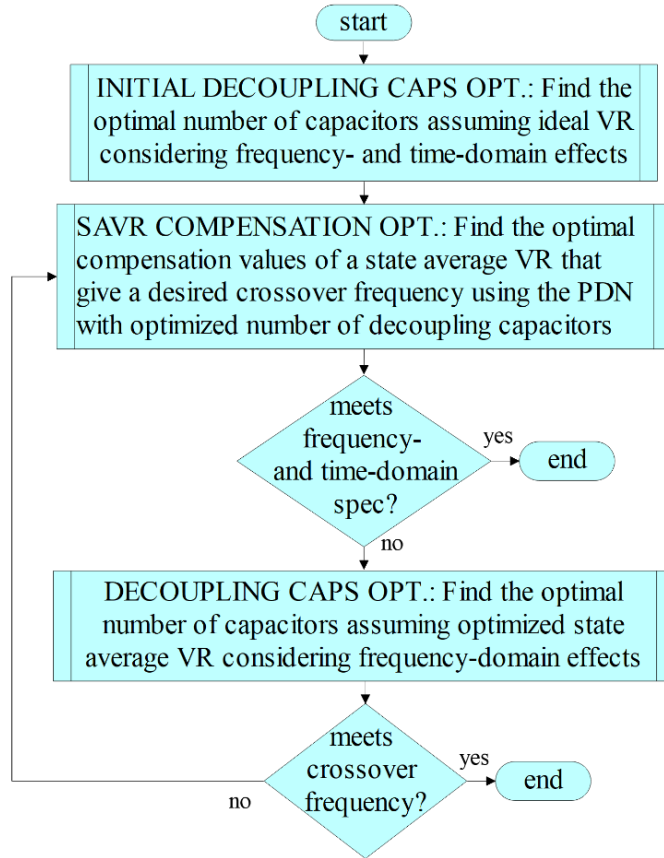 start
INITIAL DECOUPLING CAPS OPT.: Find the
optimal number of capacitors assuming ideal VR
considering frequency- and time-domain effects
SAVR COMPENSATION OPT.: Find the optimal
compensation values of a state average VR that
give a desired crossover frequency using the PDN
with optimized number of decoupling capacitors
meets
frequency-
and time-domain
spec?
yes
end
no
DECOUPLING CAPS OPT.: Find the optimal
number of capacitors assuming optimized state
average VR considering frequency-domain effects
meets
crossover
frequency?
yes
end
no